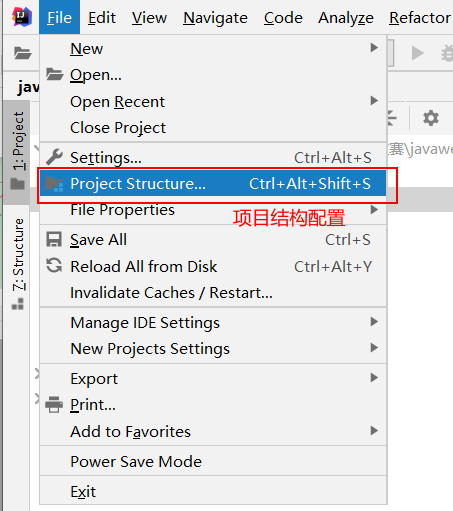 File Edit View Navigate Code Analyze Refactor
New
Open...
jav
Open Recent
Close Project
1: Project
Settings... Ctrl+Alt+S
赛\javawe
Project Structure... Ctrl+Alt+Shift+S
File Properties
项目结构配置
7: Structure
Save All Ctrl+S
Reload All from Disk Ctrl+Alt+Y
Invalidate Caches / Restart...
Manage IDE Settings
New Projects Settings
Export
Print...
Add to Favorites
Power Save Mode
Exit